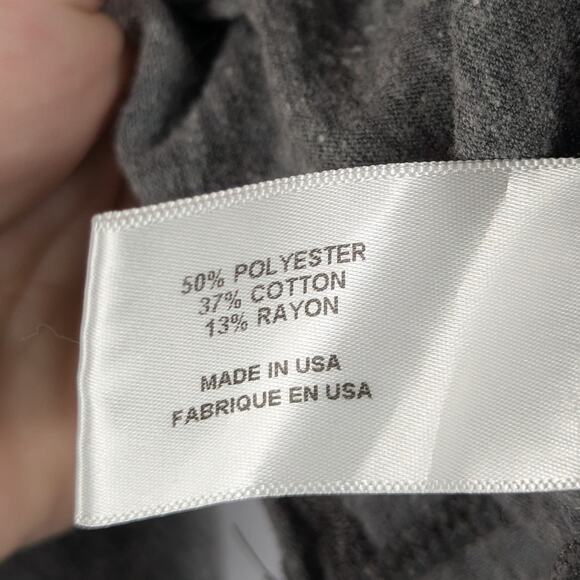 50% POLYESTER
37% COTTON
13% RAYON
MADE IN USA
FABRIQUE EN USA